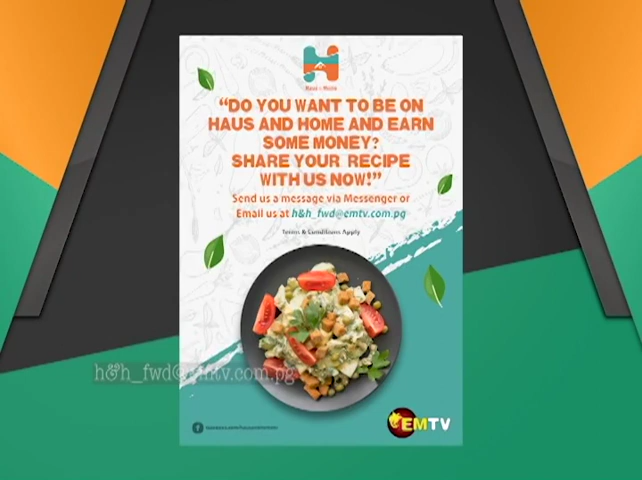 Haus & Home
“DO YOU WANT TO BE ON
HAUS AND HOME AND EARN
SOME MONEY?
SHARE YOUR RECIPE
WITH US NOW!”
Send us a message via Messenger or
Email us at h&h_fwd@emtv.com.pg
Terms & Conditions Apply
h&h_fwd@emtv.com.pg
EMTV